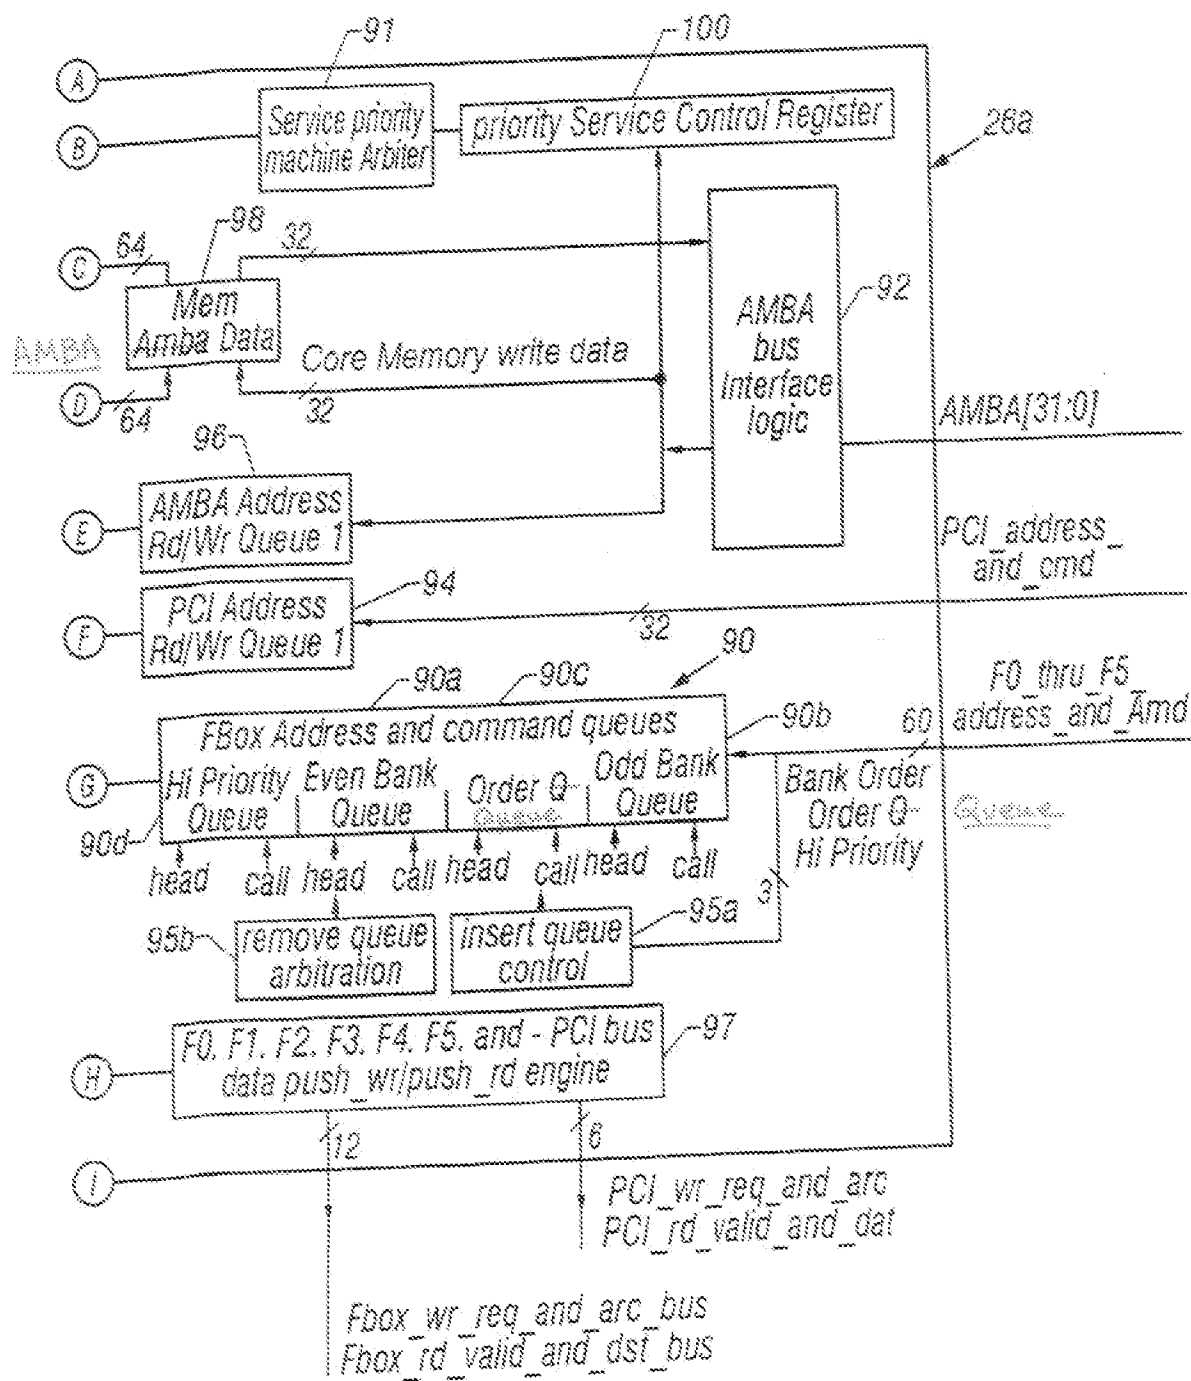 91
100
A
Service priority
machine Arbiter
priority Service Control Register
26a
B
98
64
32
C
Mem
Amba Data
AMBA
AMBA
bus
Interface
logic
92
Core Memory write data
D
64
32
AMBA[31:0]
96
AMBA Address
Rd/Wr Queue 1
E
PCI_address_
and_cmd
94
PCI Address
Rd/Wr Queue 1
F
32
90
90a
90c
F0_thru_F5_
address_and_Amd
60
90b
FBox Address and command queues
G
Hi Priority
Queue
Even Bank
Queue
Order Q-
Queue
Odd Bank
Queue
Bank Order
Order Q-
Hi Priority
Queue
90d
head
call
head
call
head
call
head
call
3
95b
remove queue
arbitration
insert queue
control
95a
H
F0. F1. F2. F3. F4. F5. and - PCI bus
data push_wr/push_rd engine
97
12
6
I
PCI_wr_req_and_arc
PCI_rd_valid_and_dat
Fbox_wr_req_and_arc_bus
Fbox_rd_valid_and_dst_bus